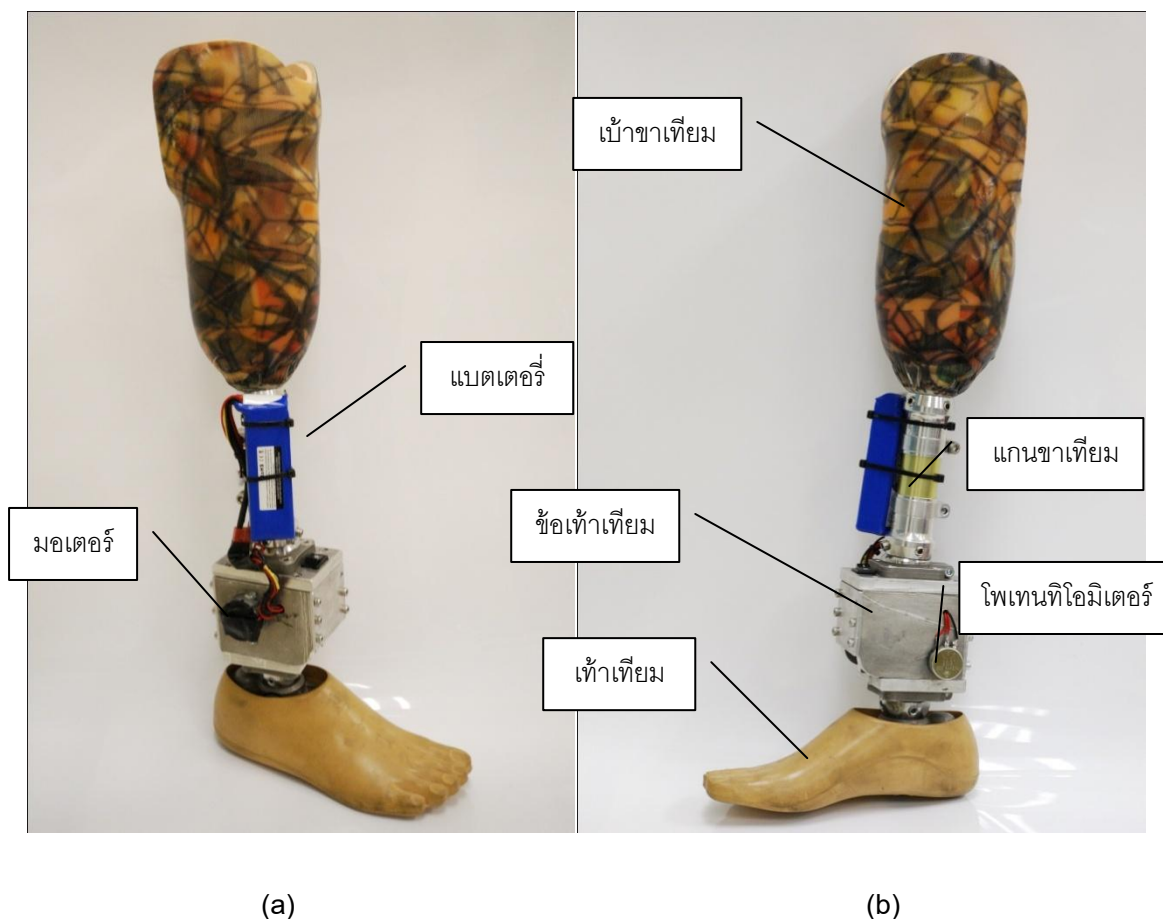 เบ้าขาเทียม
แบตเตอรี่
แกนขาเทียม
มอเตอร์
ข้อเท้าเทียม
โพเทนทิโอมิเตอร์
เท้าเทียม
(a)
(b)